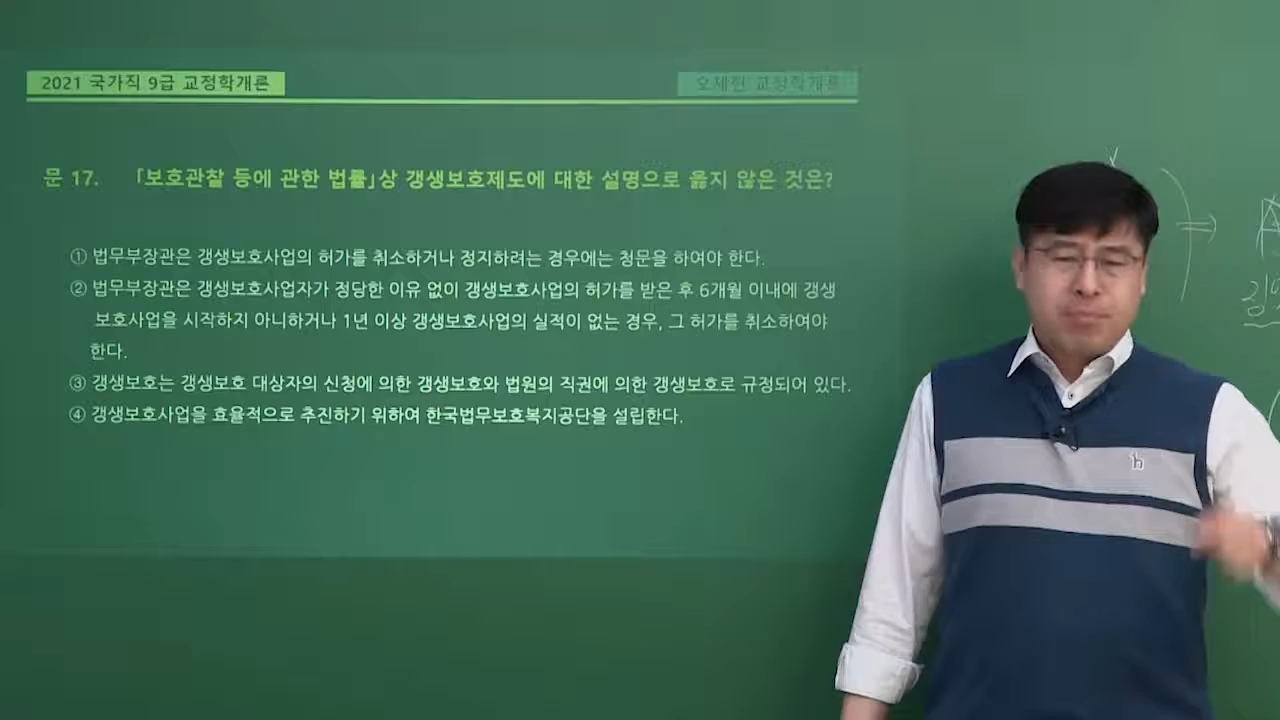 2021 국가직 9급 교정학개론
오제현 교정학개론
문 17. 「보호관찰 등에 관한 법률」상 갱생보호제도에 대한 설명으로 옳지 않은 것은?
① 법무부장관은 갱생보호사업의 허가를 취소하거나 정지하려는 경우에는 청문을 하여야 한다.
② 법무부장관은 갱생보호사업자가 정당한 이유 없이 갱생보호사업의 허가를 받은 후 6개월 이내에 갱생
보호사업을 시작하지 아니하거나 1년 이상 갱생보호사업의 실적이 없는 경우, 그 허가를 취소하여야
한다.
③ 갱생보호는 갱생보호 대상자의 신청에 의한 갱생보호와 법원의 직권에 의한 갱생보호로 규정되어 있다.
④ 갱생보호사업을 효율적으로 추진하기 위하여 한국법무보호복지공단을 설립한다.
h